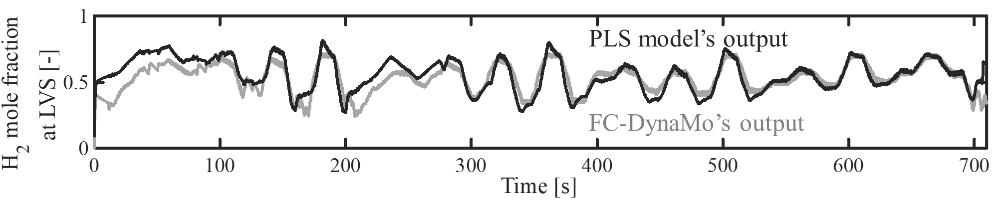 H2 mole fraction
at LVS [-]
1
0.5
0
PLS model's output
FC-DynaMo's output
0 100 200 300 400 500 600 700
Time [s]